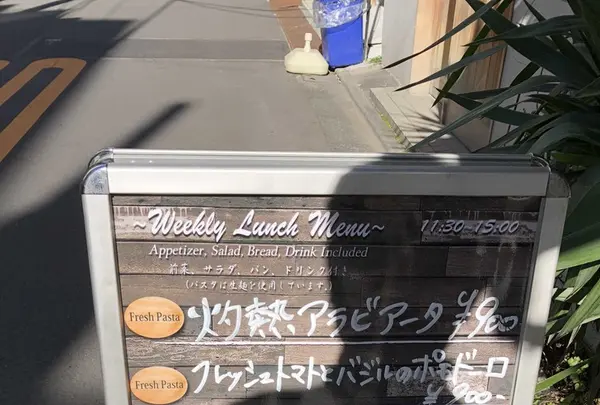 ~Weekly Lunch Menu~ 11:30-15:00
Appetizer, Salad, Bread, Drink Included
前菜、サラダ、パン、ドリンク付き
(パスタは生麺を使用しています。)
Fresh Pasta 灼熱アラビアータ ¥900
Fresh Pasta フレッシュトマトとバジルのポモドーロ
¥900-